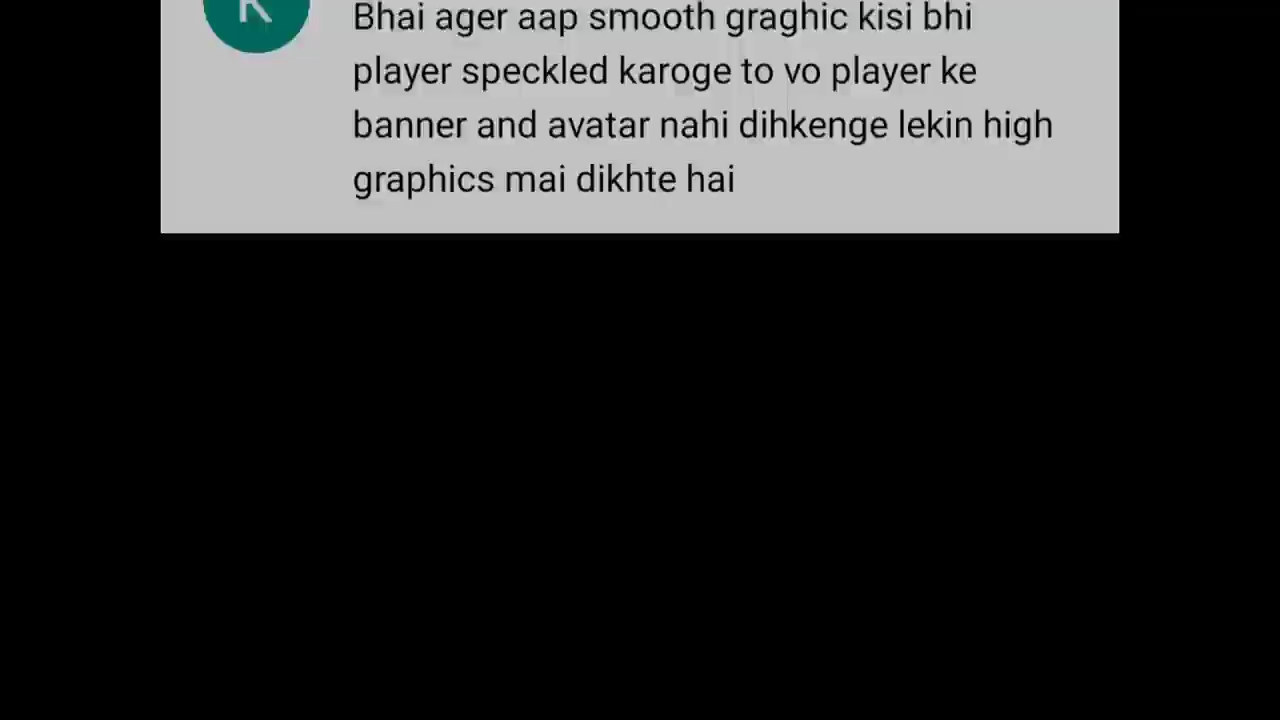 K
Bhai ager aap smooth graghic kisi bhi
player speckled karoge to vo player ke
banner and avatar nahi dihkenge lekin high
graphics mai dikhte hai